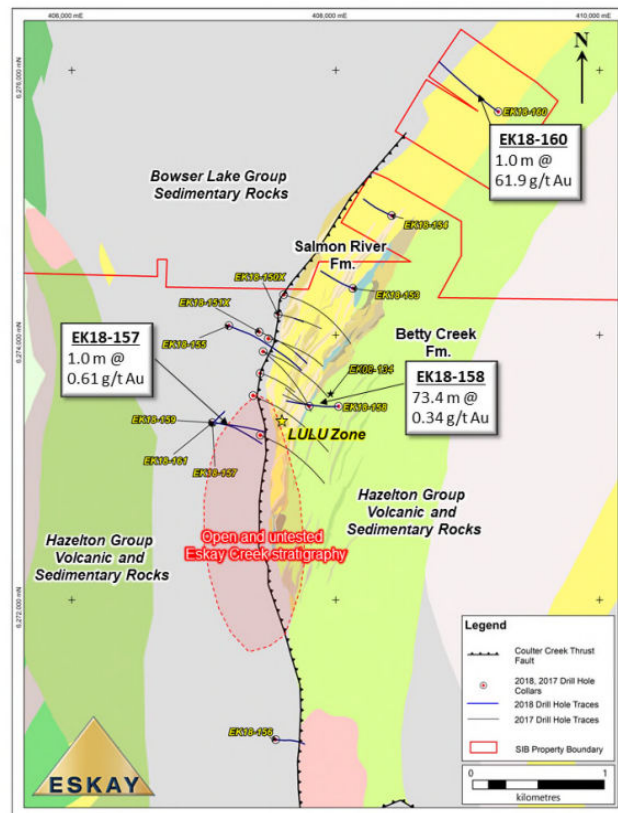 406,000 mE
408,000 mE
410,000 mE
6,276,000 mN
N
EK18-160
EK18-160
1.0 m @
61.9 g/t Au
Bowser Lake Group
Sedimentary Rocks
EK18-154
Salmon River
Fm.
EK18-150X
EK18-153
EK18-151X
6,274,000 mN
EK18-155
Betty Creek
Fm.
EK18-157
1.0 m @
0.61 g/t Au
EK02-134
EK18-158
73.4 m @
0.34 g/t Au
EK18-158
EK18-159
LULU Zone
EK18-161
EK18-157
Hazelton Group
Volcanic and
Sedimentary Rocks
Open and untested
Eskay Creek stratigraphy
Hazelton Group
Volcanic and
Sedimentary Rocks
6,272,000 mN
Legend
Coulter Creek Thrust
Fault
2018, 2017 Drill Hole
Collars
2018 Drill Hole Traces
2017 Drill Hole Traces
SIB Property Boundary
EK18-156
ESKAY
0 1
kilometres